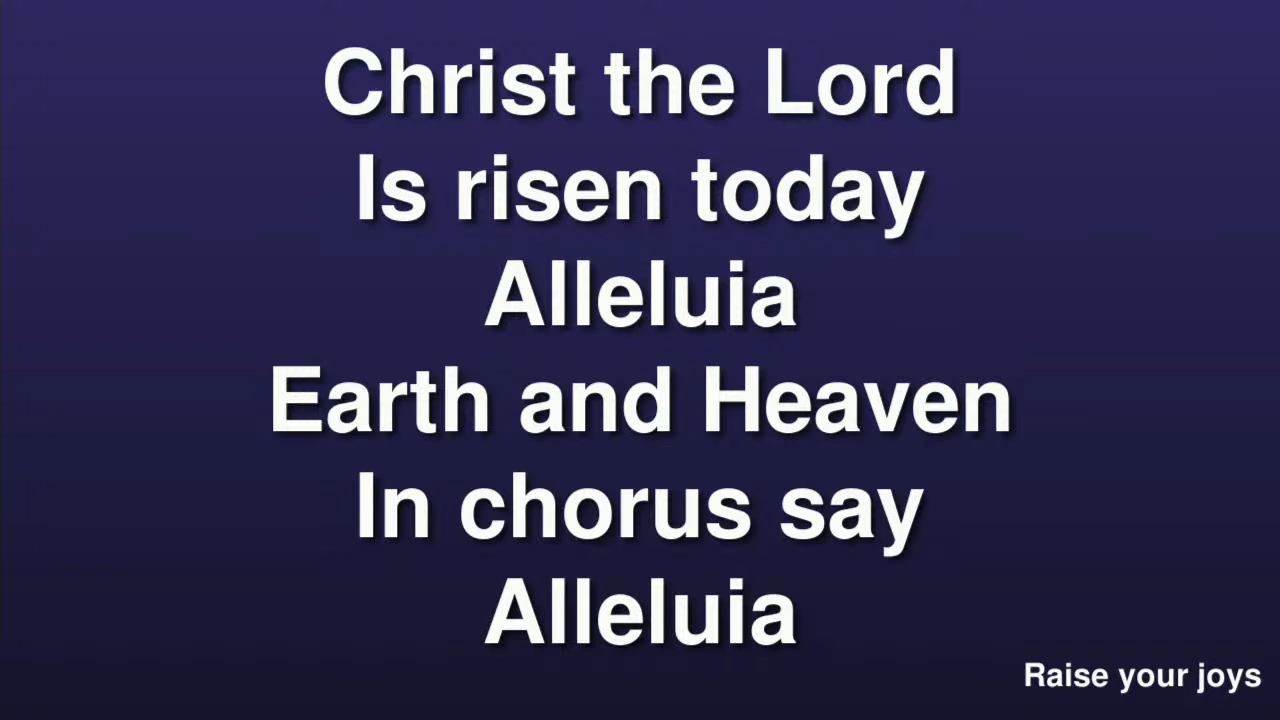 Christ the Lord
Is risen today
Alleluia
Earth and Heaven
In chorus say
Alleluia
Raise your joys